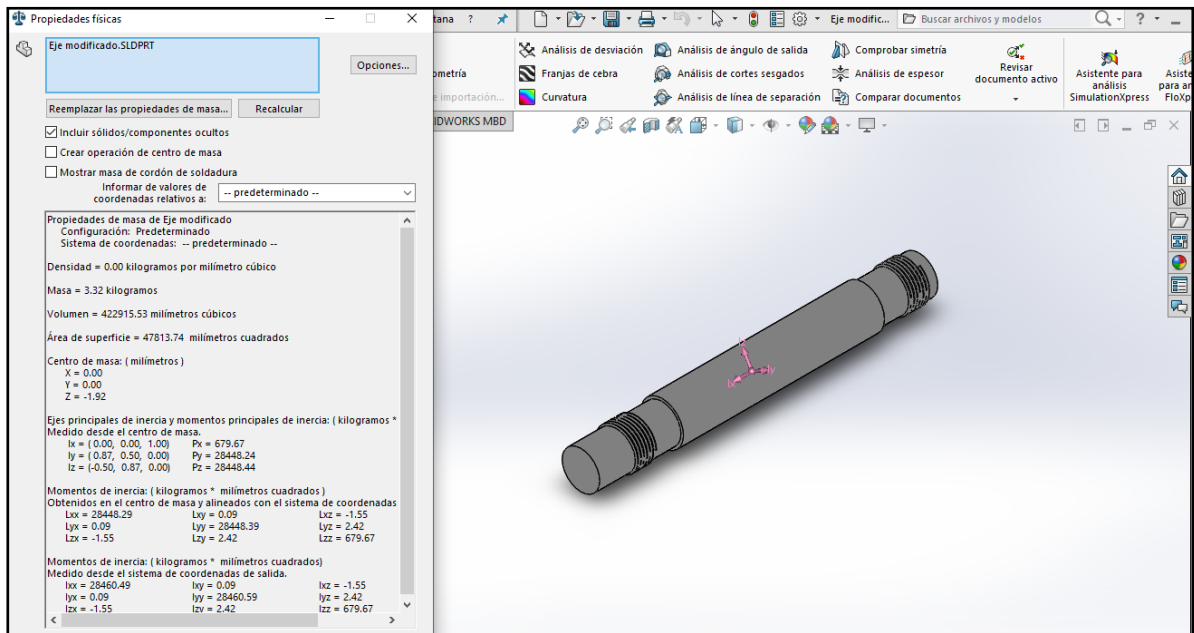 Propiedades físicas
Eje modificado.SLDPRT
Opciones...
Reemplazar las propiedades de masa...
Recalcular
Incluir sólidos/componentes ocultos
Crear operación de centro de masa
Mostrar masa de cordón de soldadura
Informar de valores de
coordenadas relativos a:
-- predeterminado --
Propiedades de masa de Eje modificado
Configuración: Predeterminado
Sistema de coordenadas: -- predeterminado --
Densidad = 0.00 kilogramos por milímetro cúbico
Masa = 3.32 kilogramos
Volumen = 422915.53 milímetros cúbicos
Área de superficie = 47813.74 milímetros cuadrados
Centro de masa: ( milímetros )
X = 0.00
Y = 0.00
Z = -1.92
Ejes principales de inercia y momentos principales de inercia: ( kilogramos *
Medido desde el centro de masa.
Ix = ( 0.00, 0.00, 1.00) Px = 679.67
Iy = ( 0.87, 0.50, 0.00) Py = 28448.24
Iz = (-0.50, 0.87, 0.00) Pz = 28448.44
Momentos de inercia: ( kilogramos * milímetros cuadrados )
Obtenidos en el centro de masa y alineados con el sistema de coordenadas
Lxx = 28448.29 Lxy = 0.09 Lxz = -1.55
Lyx = 0.09 Lyy = 28448.39 Lyz = 2.42
Lzx = -1.55 Lzy = 2.42 Lzz = 679.67
Momentos de inercia: ( kilogramos * milímetros cuadrados)
Medido desde el sistema de coordenadas de salida.
Ixx = 28460.49 Ixy = 0.09 Ixz = -1.55
Iyx = 0.09 Iyy = 28460.59 Iyz = 2.42
Izx = -1.55 Izy = 2.42 Izz = 679.67
tana ? Eje modific... Buscar archivos y modelos ?
Análisis de desviación Análisis de ángulo de salida Comprobar simetría
ometría Franjas de cebra Análisis de cortes sesgados Análisis de espesor
e importación... Curvatura Análisis de línea de separación Comparar documentos
Revisar
documento activo
Asistente para
análisis
SimulationXpress
Asiste
para an
FloXp
IDWORKS MBD
Ix
Iy